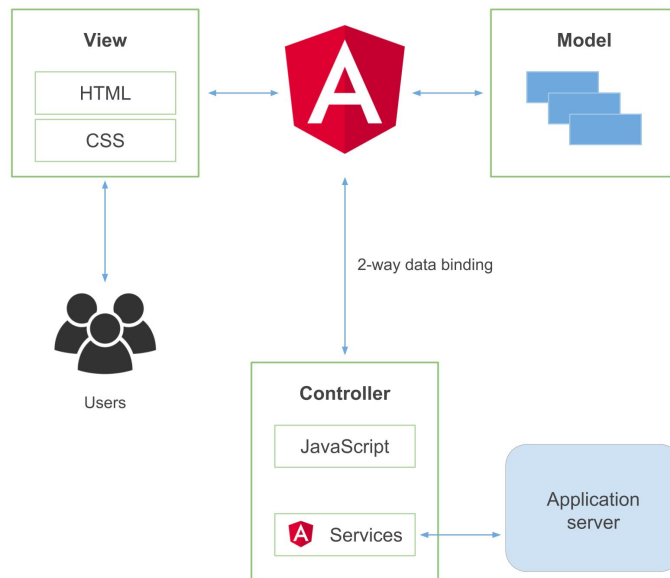 View
HTML
CSS
A
Model
2-way data binding
Users
Controller
JavaScript
A Services
Application
server